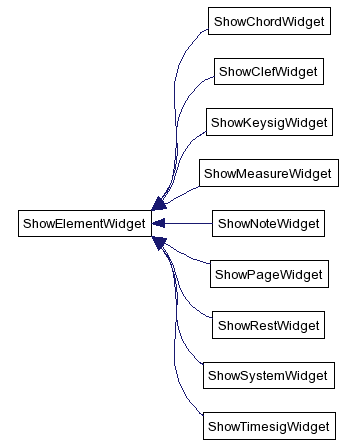 ShowChordWidget
ShowClefWidget
ShowKeysigWidget
ShowMeasureWidget
ShowElementWidget
ShowNoteWidget
ShowPageWidget
ShowRestWidget
ShowSystemWidget
ShowTimesigWidget